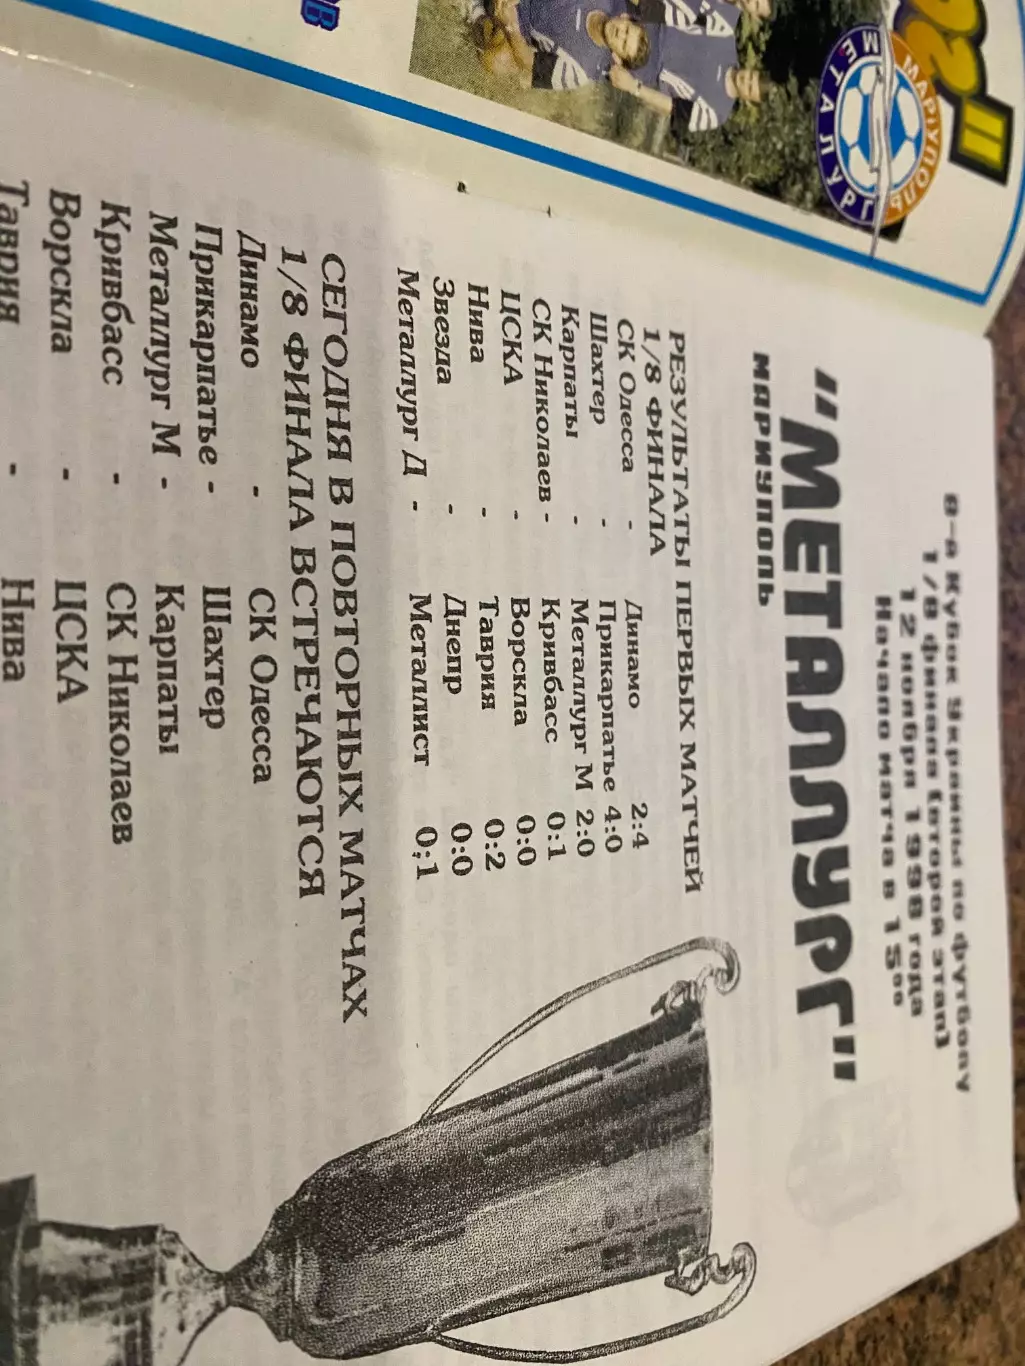 8-й Кубок Украины по футболу
1/8 финала (второй этап)
12 ноября 1998 года
Начало матча в 15⁰⁰
"МЕТАЛЛУРГ"
МАРИУПОЛЬ
РЕЗУЛЬТАТЫ ПЕРВЫХ МАТЧЕЙ
1/8 ФИНАЛА
СК Одесса - Динамо 2:4
Шахтер - Прикарпатье 4:0
Карпаты - Металлург М 2:0
СК Николаев - Кривбасс 0:1
ЦСКА - Ворскла 0:0
Нива - Таврия 0:2
Звезда - Днепр 0:0
Металлург Д - Металлист 0:1
СЕГОДНЯ В ПОВТОРНЫХ МАТЧАХ
1/8 ФИНАЛА ВСТРЕЧАЮТСЯ
Динамо - СК Одесса
Прикарпатье - Шахтер
Металлург М - Карпаты
Кривбасс - СК Николаев
Ворскла - ЦСКА
Таврия - Нива
МАРІУПОЛЬ
МЕТАЛУРГ